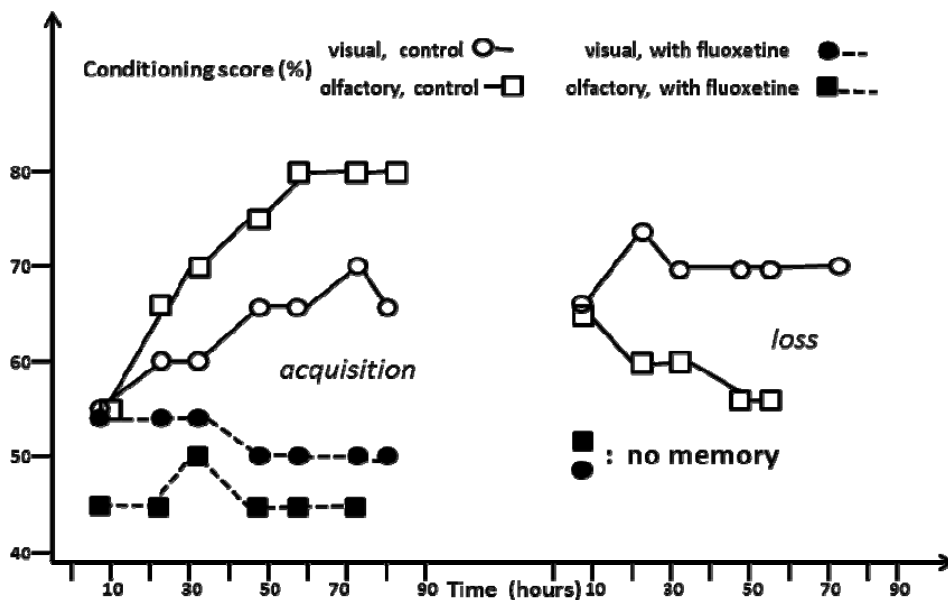 visual, control
visual, with fluoxetine
Conditioning score (%)
olfactory, control
olfactory, with fluoxetine
80
70
60
50
40
acquisition
loss
: no memory
10 30 50 70 90 Time (hours) 10 30 50 70 90